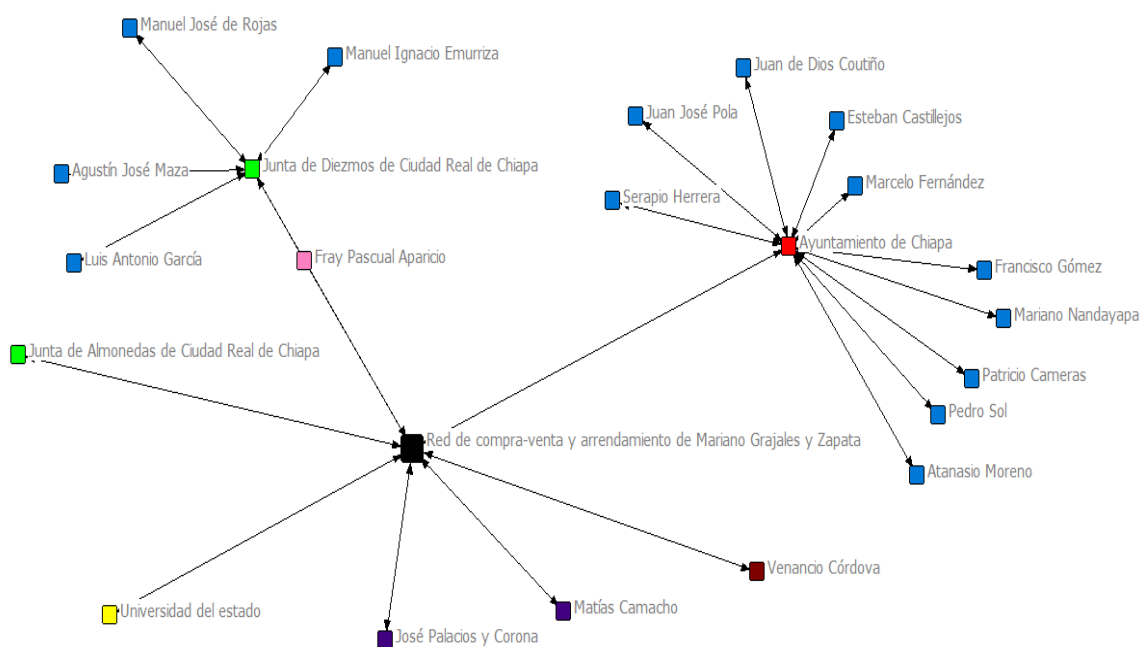 Manuel José de Rojas
Manuel Ignacio Emurriza
Juan de Dios Coutiño
Juan José Pola
Esteban Castillejos
Agustín José Maza
Junta de Diezmos de Ciudad Real de Chiapa
Marcelo Fernández
Serapio Herrera
Ayuntamiento de Chiapa
Luis Antonio García
Fray Pascual Aparicio
Francisco Gómez
Mariano Nandayapa
Junta de Almonedas de Ciudad Real de Chiapa
Patricio Cameras
Pedro Sol
Red de compra-venta y arrendamiento de Mariano Grajales y Zapata
Atanasio Moreno
Venancio Córdova
Universidad del estado
Matías Camacho
José Palacios y Corona